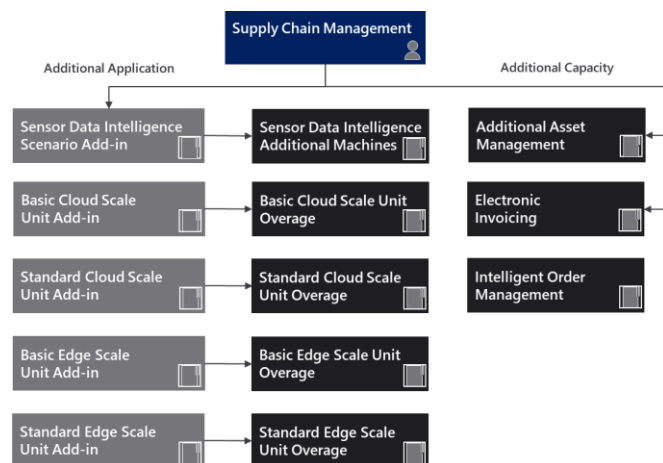 Supply Chain Management
Additional Application
Additional Capacity
Sensor Data Intelligence
Scenario Add-in
Sensor Data Intelligence
Additional Machines
Additional Asset
Management
Basic Cloud Scale
Unit Add-in
Basic Cloud Scale Unit
Overage
Electronic
Invoicing
Standard Cloud Scale
Unit Add-in
Standard Cloud Scale
Unit Overage
Intelligent Order
Management
Basic Edge Scale
Unit Add-in
Basic Edge Scale Unit
Overage
Standard Edge Scale
Unit Add-in
Standard Edge Scale
Unit Overage